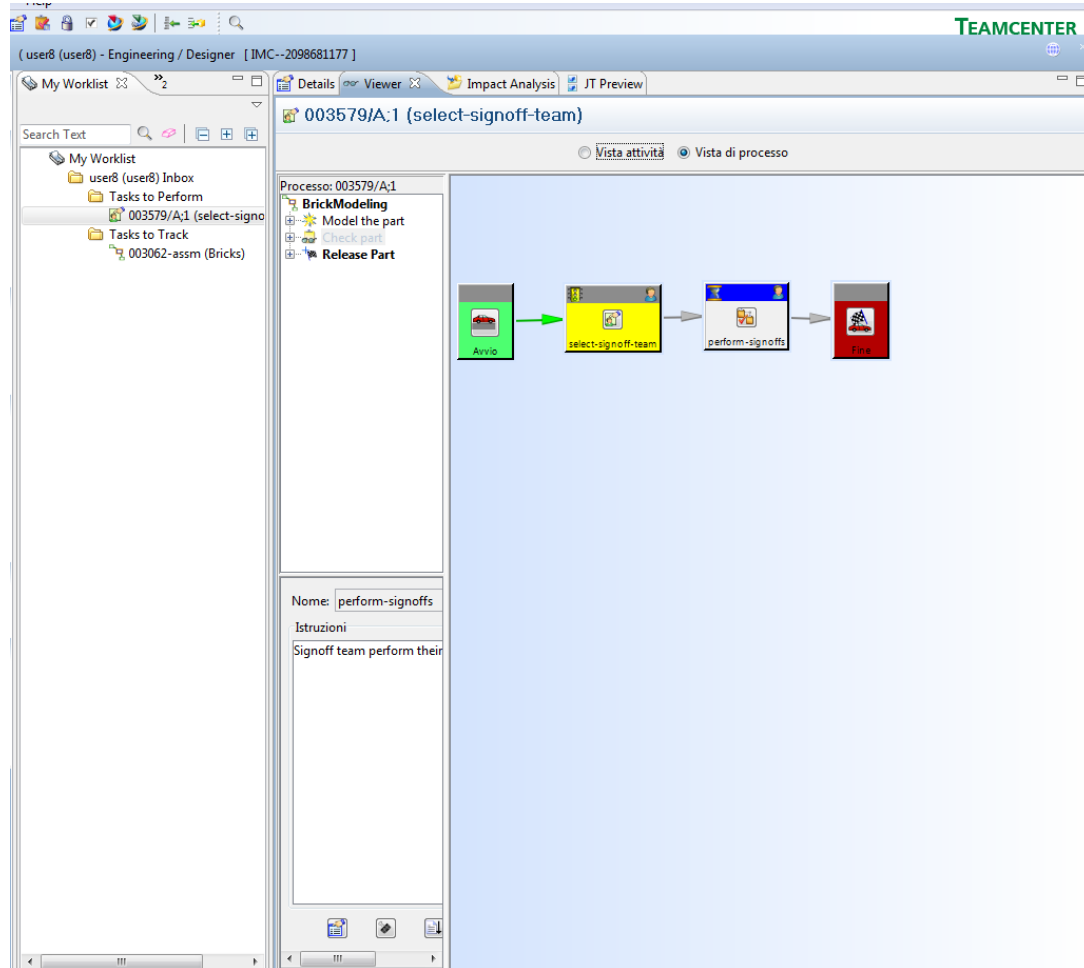 Help
TEAMCENTER
( user8 (user8) - Engineering / Designer [ IMC--2098681177 ]
My Worklist
»2
Details
Viewer
Impact Analysis
JT Preview
003579/A;1 (select-signoff-team)
Search Text
Vista attività
Vista di processo
My Worklist
user8 (user8) Inbox
Tasks to Perform
003579/A;1 (select-signo
Tasks to Track
003062-assm (Bricks)
Processo: 003579/A;1
BrickModeling
Model the part
Check part
Release Part
Avvio
select-signoff-team
perform-signoffs
Fine
Nome: perform-signoffs
Istruzioni
Signoff team perform their